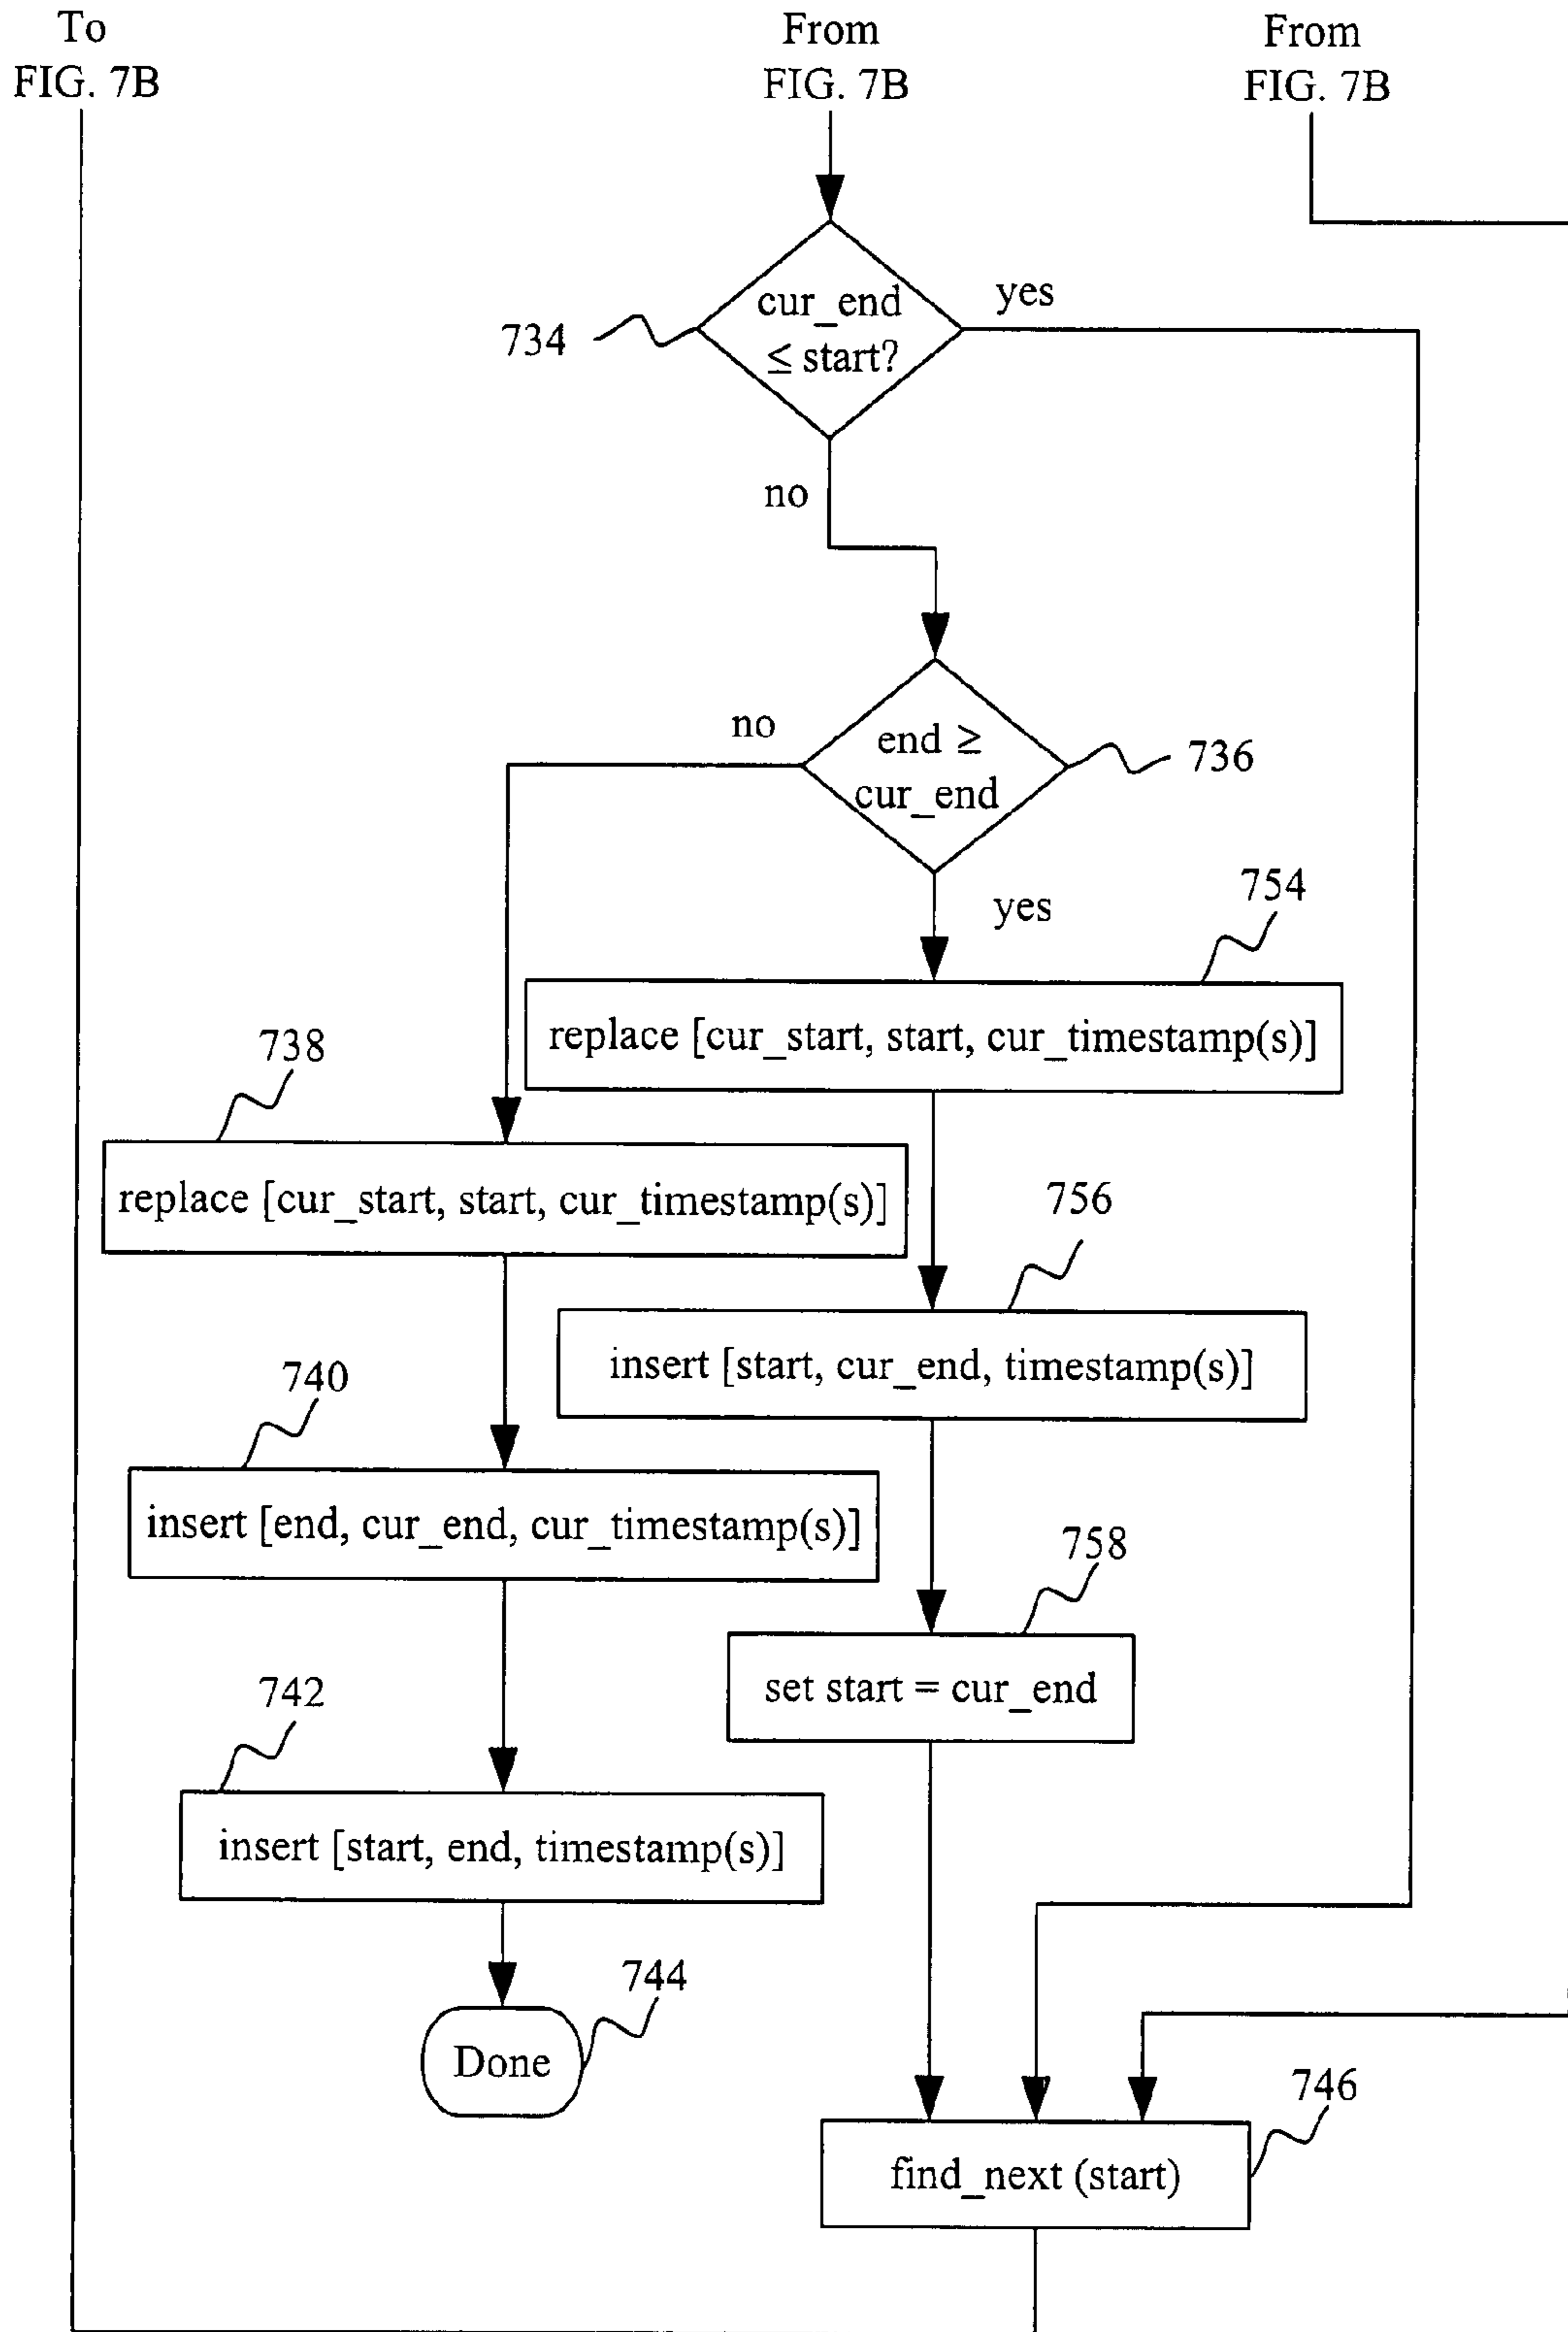 To
FIG. 7B
From
FIG. 7B
From
FIG. 7B
cur_end
≤ start?
yes
734
no
no
end ≥
cur_end
736
yes
754
replace [cur_start, start, cur_timestamp(s)]
738
replace [cur_start, start, cur_timestamp(s)]
756
insert [start, cur_end, timestamp(s)]
740
insert [end, cur_end, cur_timestamp(s)]
758
set start = cur_end
742
insert [start, end, timestamp(s)]
744
Done
746
find_next (start)